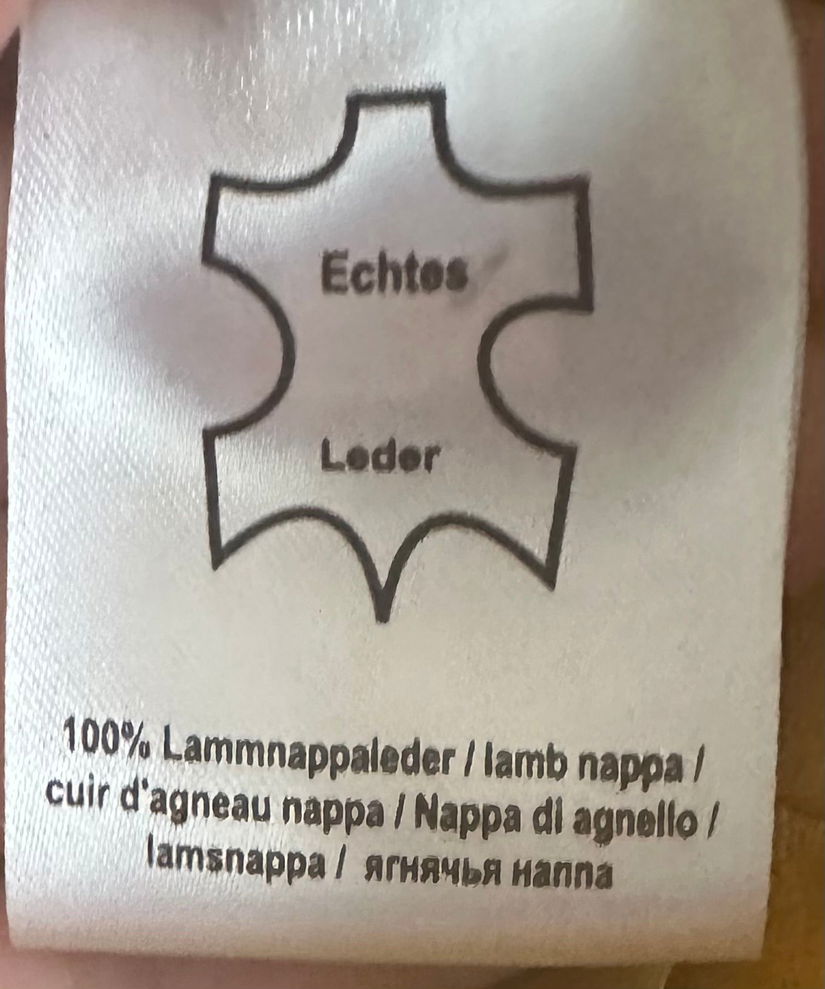 Echtes
Leder
100% Lammnappaleder / lamb nappa /
cuir d'agneau nappa / Nappa di agnello /
lamsnappa / ягнячья наппа